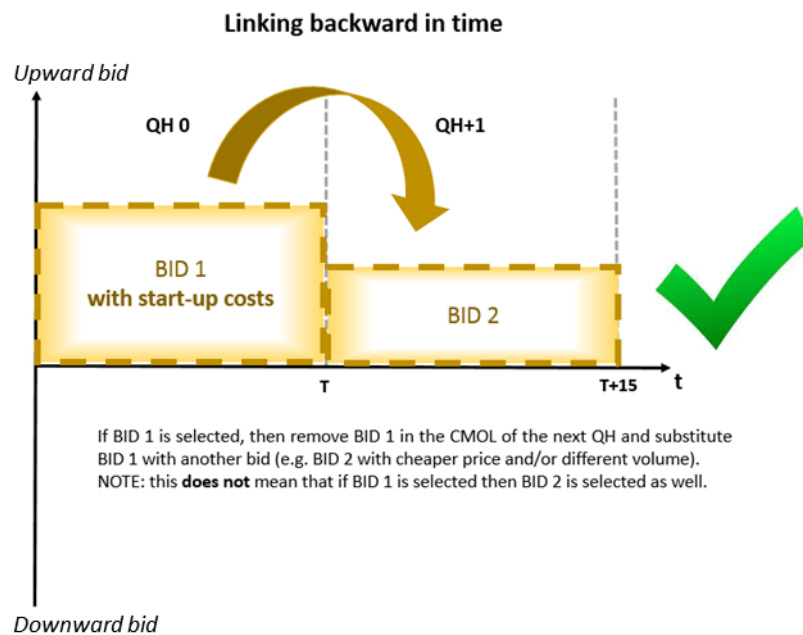 Linking backward in time
Upward bid
QH 0
QH+1
BID 1
with start-up costs
BID 2
T
T+15
t
If BID 1 is selected, then remove BID 1 in the CMOL of the next QH and substitute
BID 1 with another bid (e.g. BID 2 with cheaper price and/or different volume).
NOTE: this does not mean that if BID 1 is selected then BID 2 is selected as well.
Downward bid